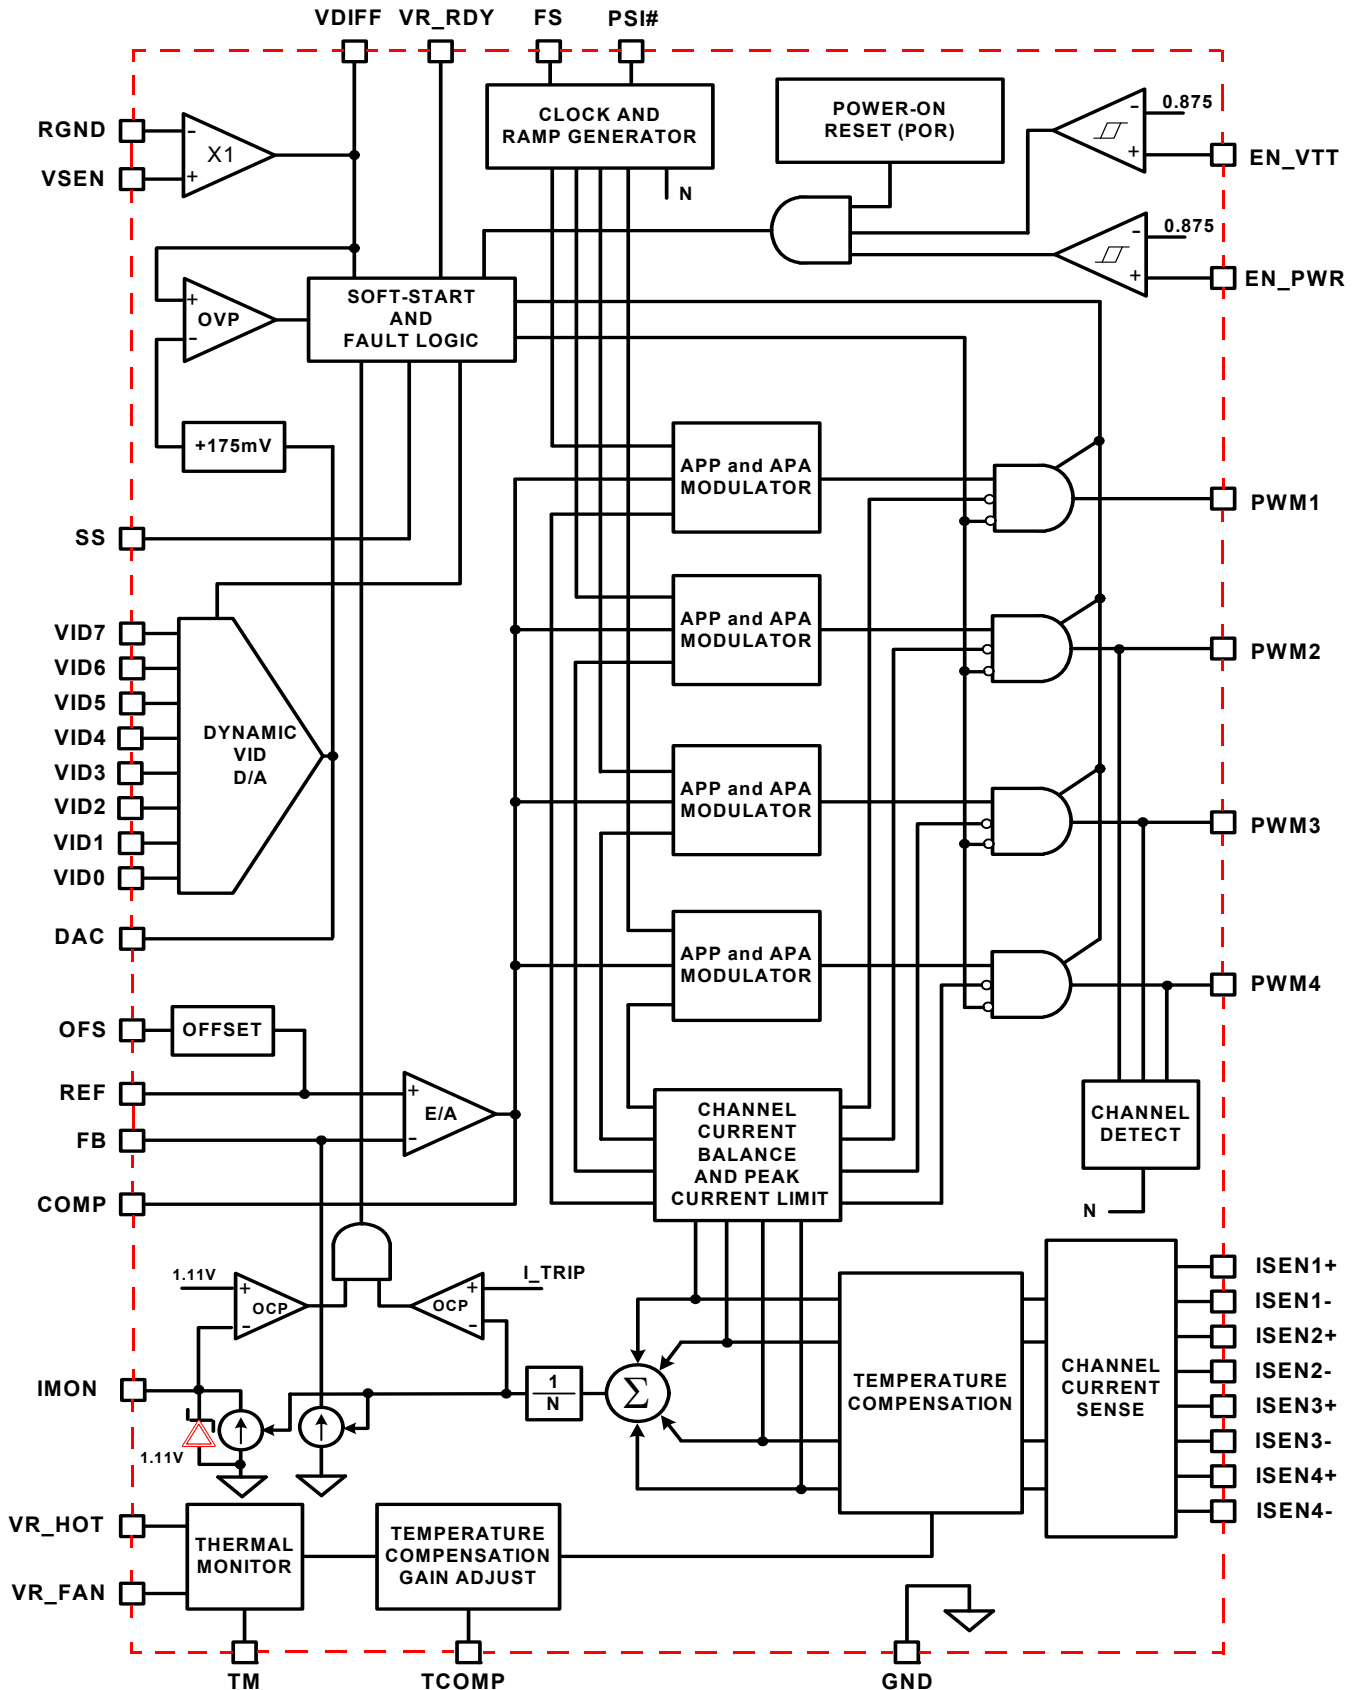 VDIFF VR_RDY FS PSI#
RGND
VSEN
-
+
X1
CLOCK AND
RAMP GENERATOR
N
POWER-ON
RESET (POR)
-
+
0.875
EN_VTT
-
+
0.875
EN_PWR
+
-
OVP
SOFT-START
AND
FAULT LOGIC
+175mV
SS
VID7
VID6
VID5
VID4
VID3
VID2
VID1
VID0
DYNAMIC
VID
D/A
DAC
APP and APA
MODULATOR
PWM1
APP and APA
MODULATOR
PWM2
APP and APA
MODULATOR
PWM3
APP and APA
MODULATOR
PWM4
OFS
OFFSET
REF
FB
+
-
E/A
COMP
CHANNEL
CURRENT
BALANCE
AND PEAK
CURRENT LIMIT
CHANNEL
DETECT
N
1.11V
+
-
OCP
I_TRIP
+
-
OCP
IMON
1.11V
1
N
Σ
TEMPERATURE
COMPENSATION
CHANNEL
CURRENT
SENSE
ISEN1+
ISEN1-
ISEN2+
ISEN2-
ISEN3+
ISEN3-
ISEN4+
ISEN4-
VR_HOT
VR_FAN
THERMAL
MONITOR
TEMPERATURE
COMPENSATION
GAIN ADJUST
TM TCOMP GND